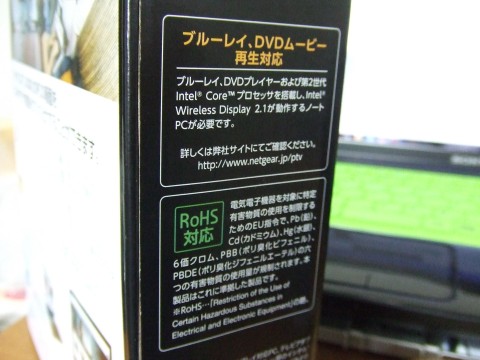 ブルーレイ、DVDムービー
再生対応
ブルーレイ、DVDプレイヤーおよび第2世代
Intel® Core™ プロセッサを搭載し、Intel®
Wireless Display 2.1が動作するノート
PCが必要です。
詳しくは弊社サイトにてご確認ください。
http://www.netgear.jp/ptv
RoHS
対応
電気電子機器を対象に特定
有害物質の使用を制限する
ためのEU指令で、Pb(鉛)、
Cd(カドミウム)、Hg(水銀)、
6価クロム、PBB(ポリ臭化ビフェニル)、
PBDE(ポリ臭化ジフェニルエーテル)の六
つの有害物質の使用量が規制されます。本
製品はこれに準拠した製品です。
※RoHS…「Restriction of the Use of
Certain Hazardous Substances in
Electrical and Electronic Equipment」の略。